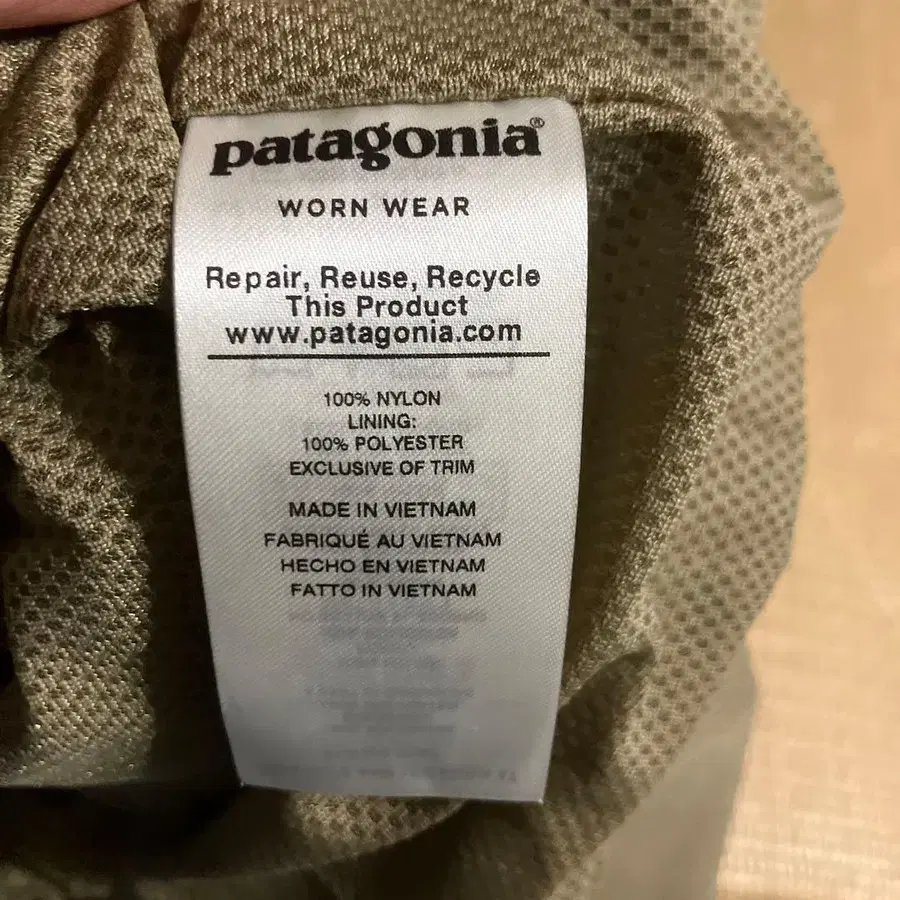 patagonia®
WORN WEAR
Repair, Reuse, Recycle
This Product
www.patagonia.com
100% NYLON
LINING:
100% POLYESTER
EXCLUSIVE OF TRIM
MADE IN VIETNAM
FABRIQUÉ AU VIETNAM
HECHO EN VIETNAM
FATTO IN VIETNAM